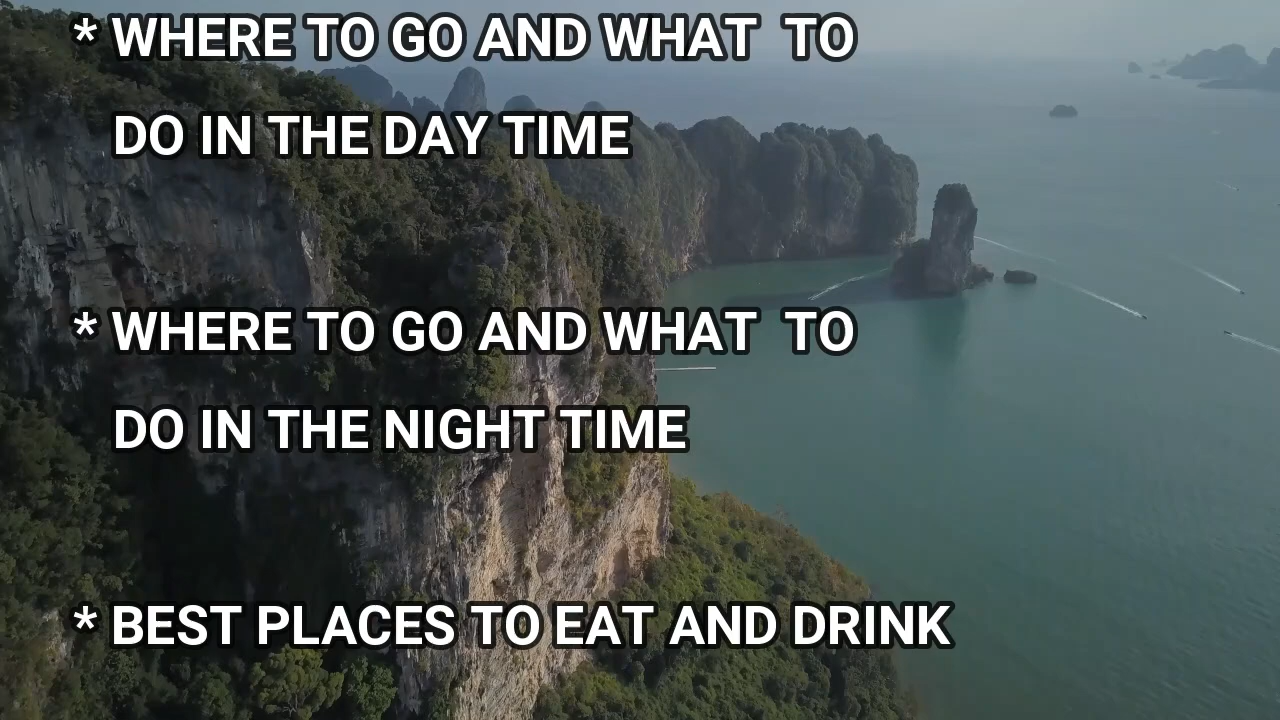 * WHERE TO GO AND WHAT  TO
DO IN THE DAY TIME
* WHERE TO GO AND WHAT  TO
DO IN THE NIGHT TIME
* BEST PLACES TO EAT AND DRINK